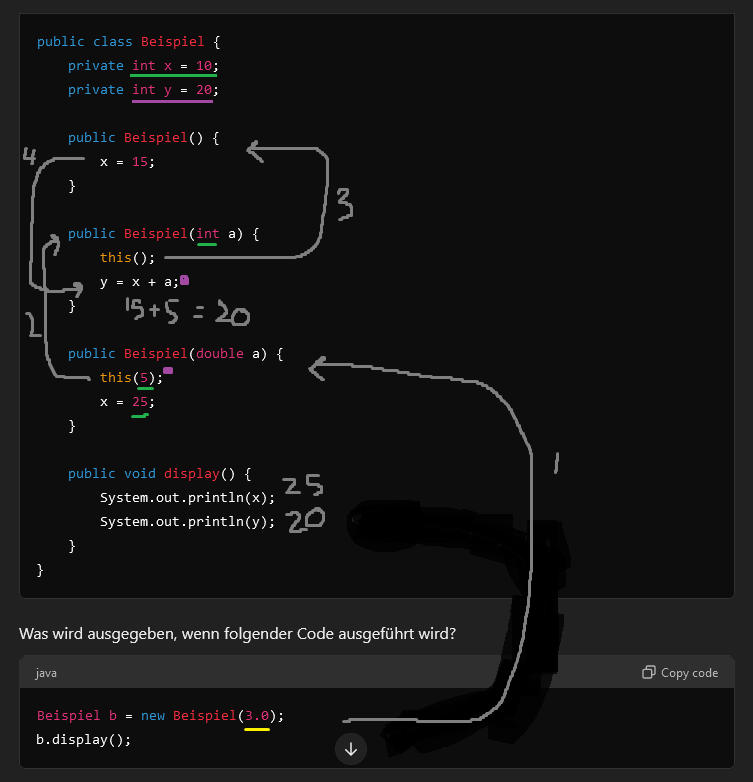 public class Beispiel {
private int x = 10;
private int y = 20;
public Beispiel() {
4
x = 15;
}
3
public Beispiel(int a) {
this();
y = x + a;
}
15+5 = 20
2
public Beispiel(double a) {
this(5);
x = 25;
}
1
public void display() {
System.out.println(x); 25
System.out.println(y); 20
}
}
Was wird ausgegeben, wenn folgender Code ausgeführt wird?
java
Copy code
Beispiel b = new Beispiel(3.0);
b.display();